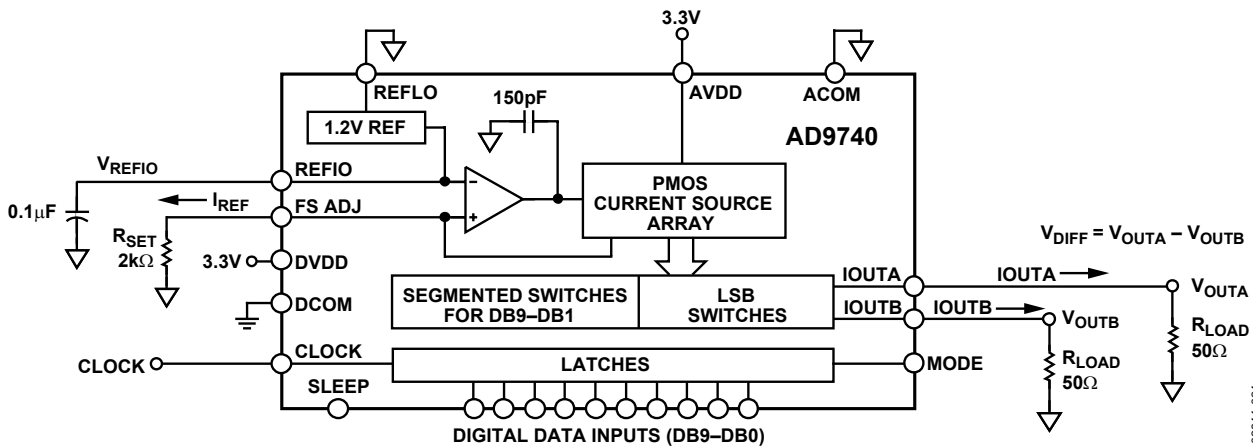 3.3V
REFLO
AVDD
ACOM
150pF
1.2V REF
AD9740
VREFIO
REFIO
PMOS
CURRENT SOURCE
ARRAY
IREF
0.1µF
FS ADJ
RSET
2kΩ
VDIFF = VOUTA – VOUTB
3.3V
DVDD
IOUTA
IOUTA
VOUTA
DCOM
SEGMENTED SWITCHES
FOR DB9–DB1
LSB
SWITCHES
IOUTB
IOUTB
VOUTB
RLOAD
50Ω
RLOAD
50Ω
CLOCK
CLOCK
LATCHES
MODE
SLEEP
DIGITAL DATA INPUTS (DB9–DB0)